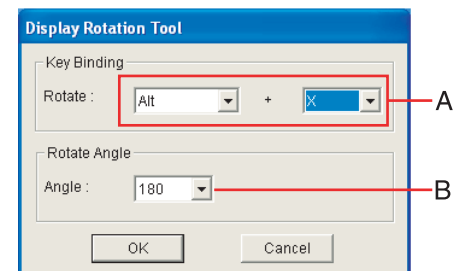 Display Rotation Tool
Key Binding
Rotate : Alt + X A
Rotate Angle
Angle : 180 B
OK Cancel